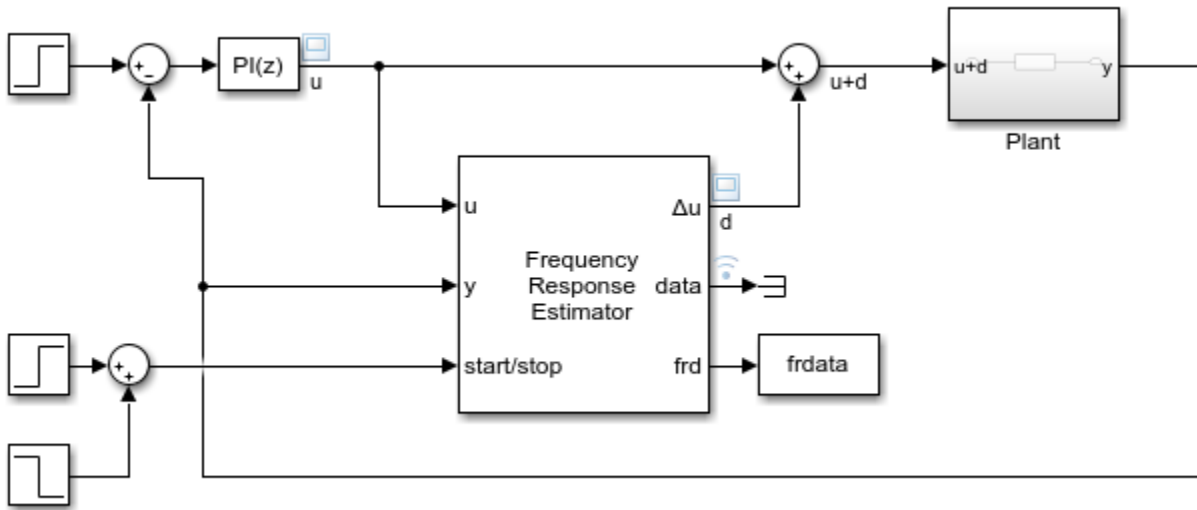 PI(z)
u
u+d
u+d
y
Plant
u
Δu
d
Frequency
Response
Estimator
y
data
start/stop
frd
frdata